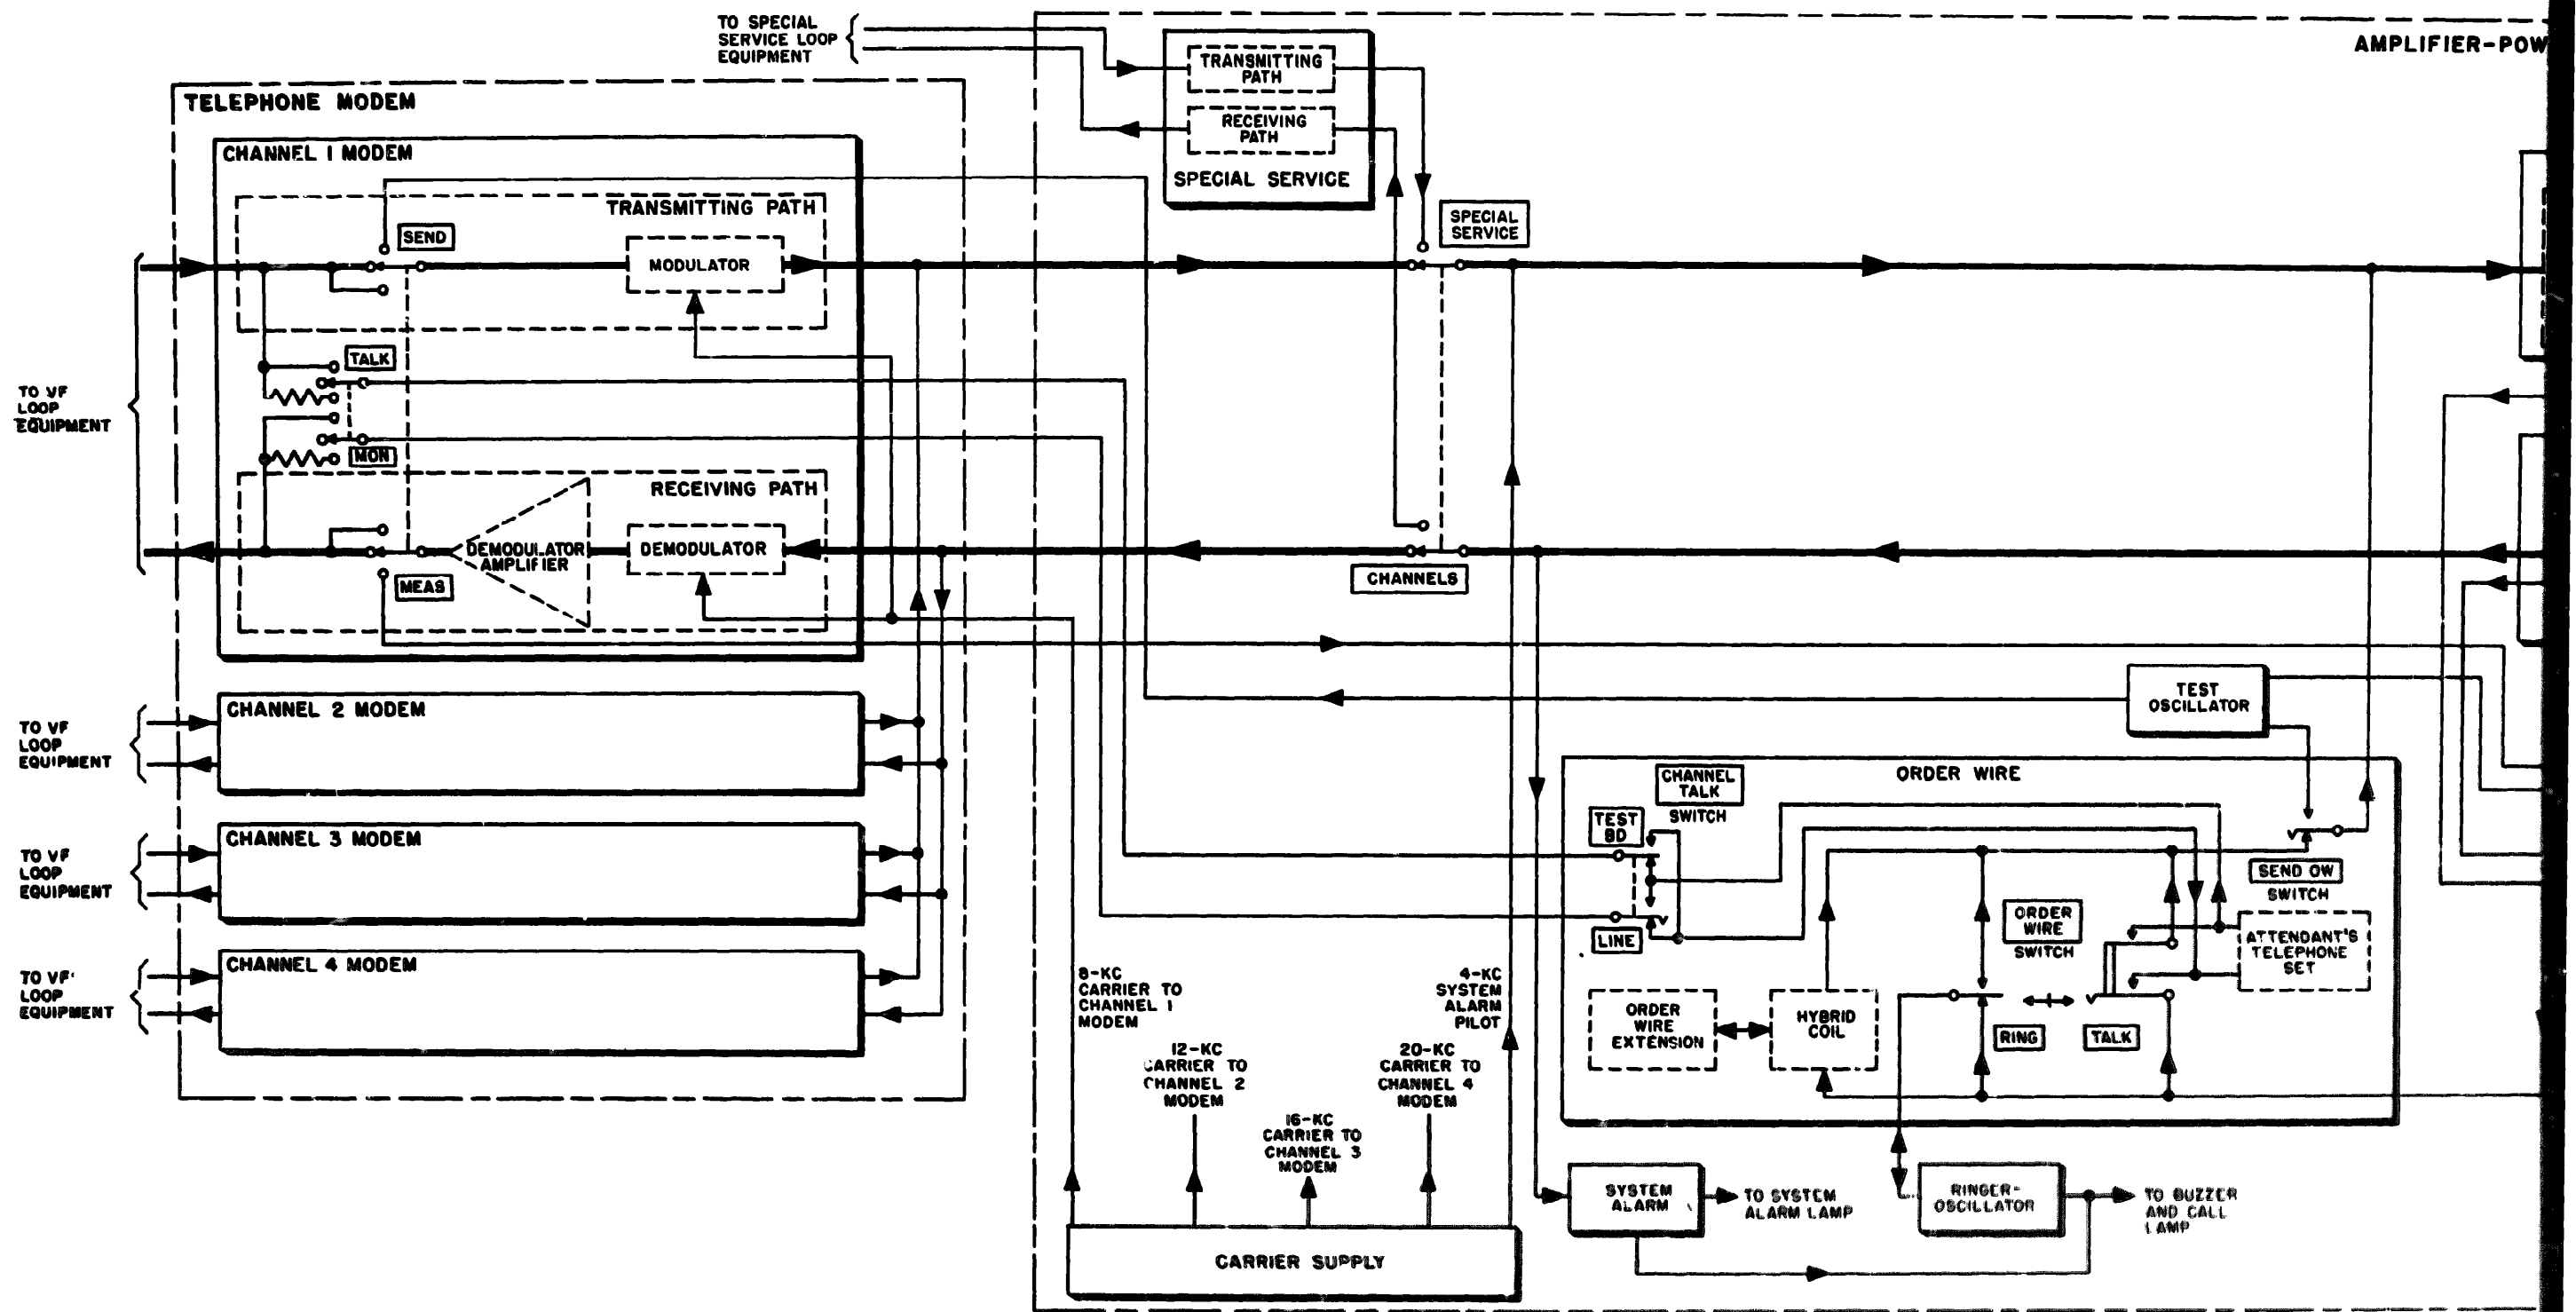 TO SPECIAL
SERVICE LOOP
EQUIPMENT
TRANSMITTING
PATH
RECEIVING
PATH
SPECIAL SERVICE
TELEPHONE MODEM
CHANNEL 1 MODEM
TRANSMITTING PATH
SEND
MODULATOR
SPECIAL
SERVICE
TALK
TO VF
LOOP
EQUIPMENT
MON
RECEIVING PATH
DEMODULATOR
AMPLIFIER
DEMODULATOR
MEAS
CHANNELS
CHANNEL 2 MODEM
TO VF
LOOP
EQUIPMENT
CHANNEL 3 MODEM
TO VF
LOOP
EQUIPMENT
CHANNEL 4 MODEM
TO VF
LOOP
EQUIPMENT
TEST
OSCILLATOR
ORDER WIRE
CHANNEL
TALK
SWITCH
TEST
BD
LINE
SEND OW
SWITCH
ORDER
WIRE
SWITCH
ATTENDANT'S
TELEPHONE
SET
ORDER
WIRE
EXTENSION
HYBRID
COIL
RING
TALK
8-KC
CARRIER TO
CHANNEL 1
MODEM
12-KC
CARRIER TO
CHANNEL 2
MODEM
16-KC
CARRIER TO
CHANNEL 3
MODEM
20-KC
CARRIER TO
CHANNEL 4
MODEM
4-KC
SYSTEM
ALARM
PILOT
CARRIER SUPPLY
SYSTEM
ALARM
TO SYSTEM
ALARM LAMP
RINGER-
OSCILLATOR
TO BUZZER
AND CALL
LAMP
AMPLIFIER-POW